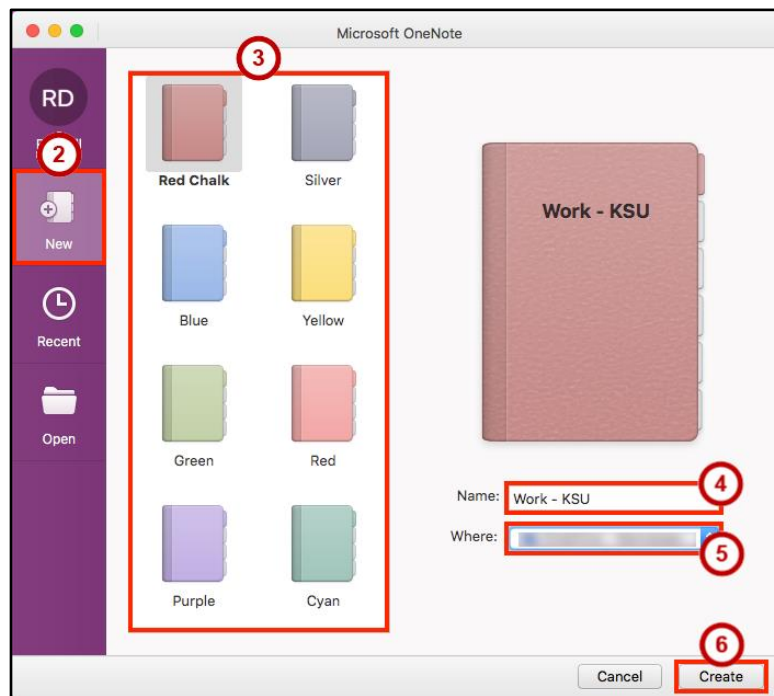 Microsoft OneNote
3
RD
2
New
Recent
Open
Red Chalk
Silver
Blue
Yellow
Green
Red
Purple
Cyan
Work - KSU
Name: Work - KSU
4
Where:
5
6
Cancel
Create